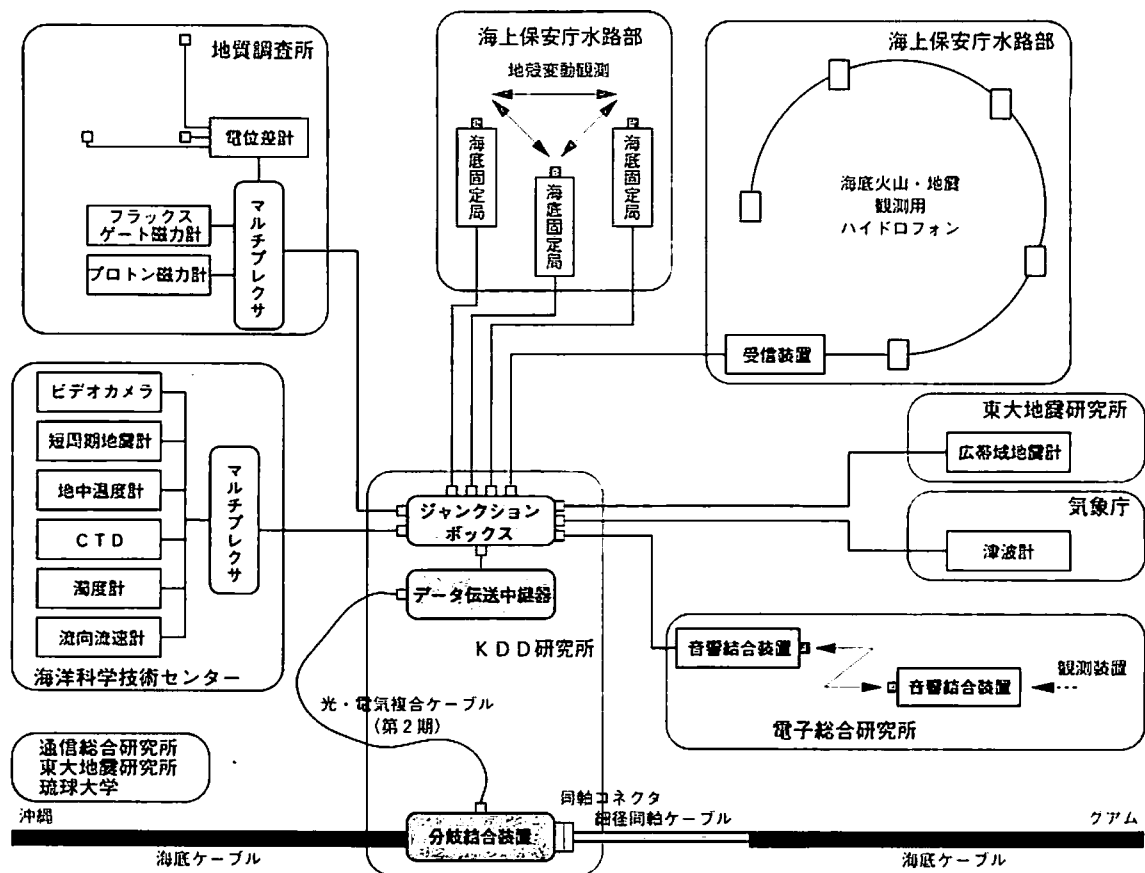 地質調査所
電位差計
フラックス
ゲート磁力計
プロトン磁力計
マルチプレクサ
海上保安庁水路部
地殻変動観測
海底固定局
海底固定局
海底固定局
海上保安庁水路部
海底火山・地震
観測用
ハイドロフォン
受信装置
ビデオカメラ
短周期地震計
地中温度計
CTD
濁度計
流向流速計
マルチプレクサ
海洋科学技術センター
東大地震研究所
広帯域地震計
気象庁
津波計
ジャンクション
ボックス
データ伝送中継器
KDD研究所
光・電気複合ケーブル
(第2期)
音響結合装置
音響結合装置
観測装置
電子総合研究所
通信総合研究所
東大地震研究所
琉球大学
沖縄
海底ケーブル
分岐結合装置
同軸コネクタ
細径同軸ケーブル
グアム
海底ケーブル